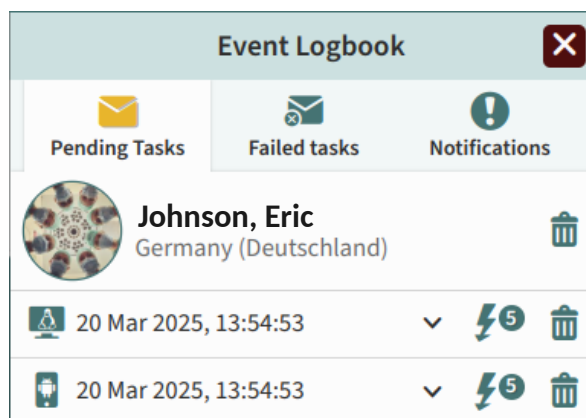 Event Logbook
Pending Tasks
Failed tasks
Notifications
Johnson, Eric
Germany (Deutschland)
20 Mar 2025, 13:54:53
5
20 Mar 2025, 13:54:53
5